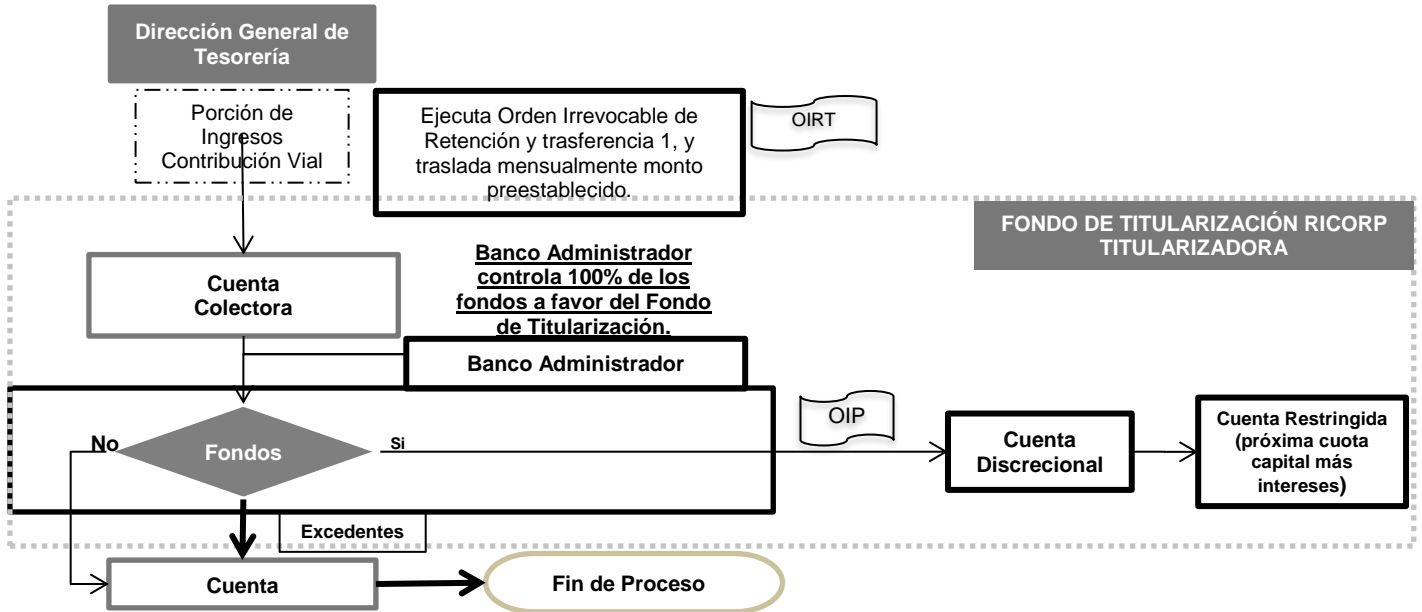 Dirección General de
Tesorería
Porción de
Ingresos
Contribución Vial
Ejecuta Orden Irrevocable de
Retención y trasferencia 1, y
traslada mensualmente monto
preestablecido.
OIRT
FONDO DE TITULARIZACIÓN RICORP
TITULARIZADORA
Cuenta
Colectora
Banco Administrador
controla 100% de los
fondos a favor del Fondo
de Titularización.
Banco Administrador
No
Fondos
Si
OIP
Cuenta
Discrecional
Cuenta Restringida
(próxima cuota
capital más
intereses)
Excedentes
Cuenta
Fin de Proceso